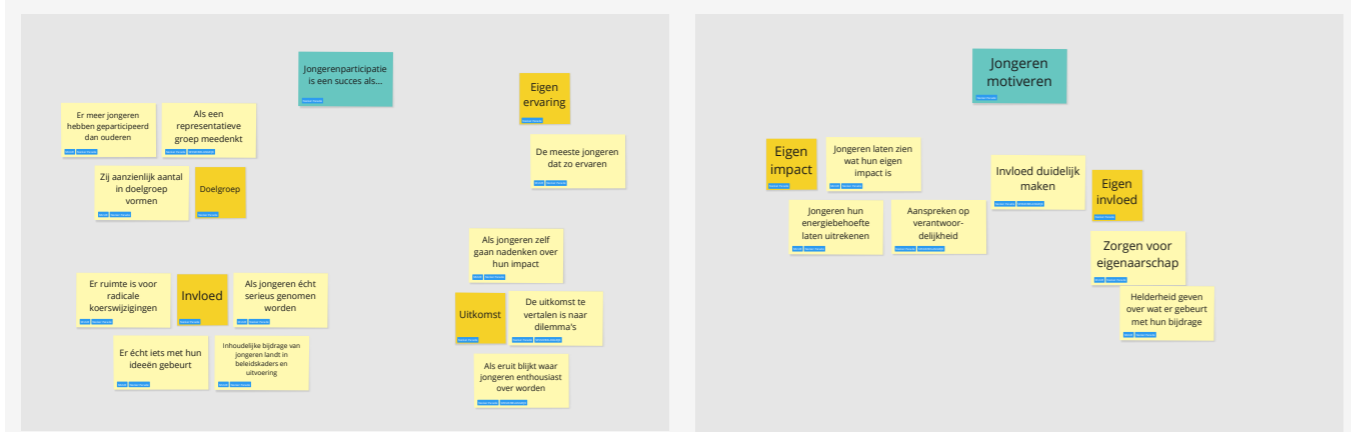 Jongerenparticipatie
is een succes als...
Er meer jongeren
hebben geparticipeerd
dan ouderen
Als een
representatieve
groep meedenkt
Zij aanzienlijk aantal
in doelgroep
vormen
Doelgroep
Eigen
ervaring
De meeste jongeren
dat zo ervaren
Er ruimte is voor
radicale
koerswijzigingen
Invloed
Als jongeren écht
serieus genomen
worden
Er écht iets met hun
ideeën gebeurt
Inhoudelijke bijdrage van
jongeren landt in
beleidskaders en
uitvoering
Als jongeren zelf
gaan nadenken over
hun impact
Uitkomst
De uitkomst te
vertalen is naar
dilemma's
Als eruit blijkt waar
jongeren enthousiast
over worden
Jongeren
motiveren
Eigen
impact
Jongeren laten zien
wat hun eigen
impact is
Jongeren hun
energiebehoefte
laten uitrekenen
Aanspreken op
verantwoor-
delijkheid
Invloed duidelijk
maken
Eigen
invloed
Zorgen voor
eigenaarschap
Helderheid geven
over wat er gebeurt
met hun bijdrage